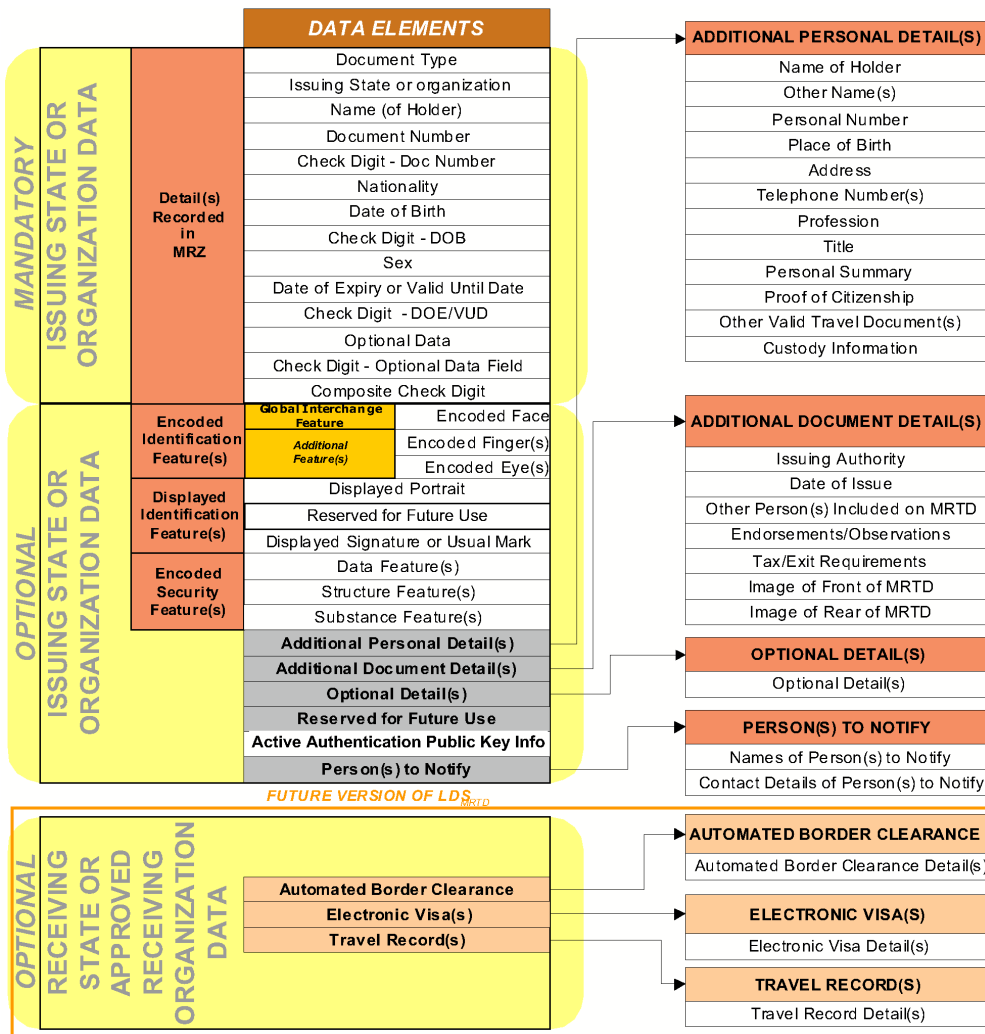 DATA ELEMENTS
MANDATORY
ISSUING STATE OR
ORGANIZATION DATA
Detail(s)
Recorded
in
MRZ
Document Type
Issuing State or organization
Name (of Holder)
Document Number
Check Digit - Doc Number
Nationality
Date of Birth
Check Digit - DOB
Sex
Date of Expiry or Valid Until Date
Check Digit - DOE/VUD
Optional Data
Check Digit - Optional Data Field
Composite Check Digit
OPTIONAL
ISSUING STATE OR
ORGANIZATION DATA
Encoded
Identification
Feature(s)
Global Interchange
Feature
Encoded Face
Additional
Feature(s)
Encoded Finger(s)
Encoded Eye(s)
Displayed
Identification
Feature(s)
Displayed Portrait
Reserved for Future Use
Displayed Signature or Usual Mark
Encoded
Security
Feature(s)
Data Feature(s)
Structure Feature(s)
Substance Feature(s)
Additional Personal Detail(s)
Additional Document Detail(s)
Optional Detail(s)
Reserved for Future Use
Active Authentication Public Key Info
Person(s) to Notify
ADDITIONAL PERSONAL DETAIL(S)
Name of Holder
Other Name(s)
Personal Number
Place of Birth
Address
Telephone Number(s)
Profession
Title
Personal Summary
Proof of Citizenship
Other Valid Travel Document(s)
Custody Information
ADDITIONAL DOCUMENT DETAIL(S)
Issuing Authority
Date of Issue
Other Person(s) Included on MRTD
Endorsements/Observations
Tax/Exit Requirements
Image of Front of MRTD
Image of Rear of MRTD
OPTIONAL DETAIL(S)
Optional Detail(s)
PERSON(S) TO NOTIFY
Names of Person(s) to Notify
Contact Details of Person(s) to Notify
FUTURE VERSION OF LDS MRTD
OPTIONAL
RECEIVING
STATE OR
APPROVED
RECEIVING
ORGANIZATION
DATA
Automated Border Clearance
Electronic Visa(s)
Travel Record(s)
AUTOMATED BORDER CLEARANCE
Automated Border Clearance Detail(s)
ELECTRONIC VISA(S)
Electronic Visa Detail(s)
TRAVEL RECORD(S)
Travel Record Detail(s)